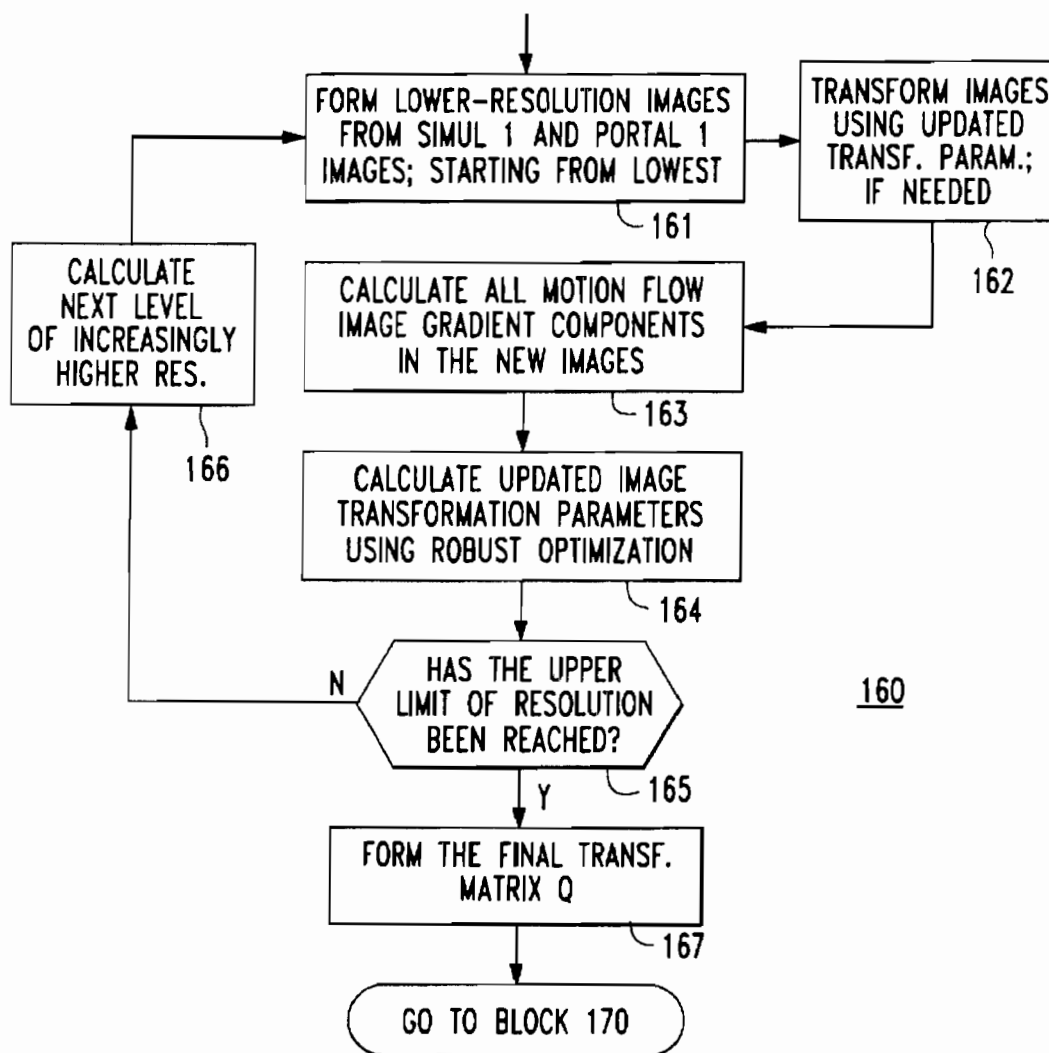 FORM LOWER-RESOLUTION IMAGES
FROM SIMUL 1 AND PORTAL 1
IMAGES; STARTING FROM LOWEST
161
TRANSFORM IMAGES
USING UPDATED
TRANSF. PARAM.;
IF NEEDED
162
CALCULATE ALL MOTION FLOW
IMAGE GRADIENT COMPONENTS
IN THE NEW IMAGES
163
CALCULATE
NEXT LEVEL
OF INCREASINGLY
HIGHER RES.
166
CALCULATE UPDATED IMAGE
TRANSFORMATION PARAMETERS
USING ROBUST OPTIMIZATION
164
N
HAS THE UPPER
LIMIT OF RESOLUTION
BEEN REACHED?
165
160
Y
FORM THE FINAL TRANSF.
MATRIX Q
167
GO TO BLOCK 170